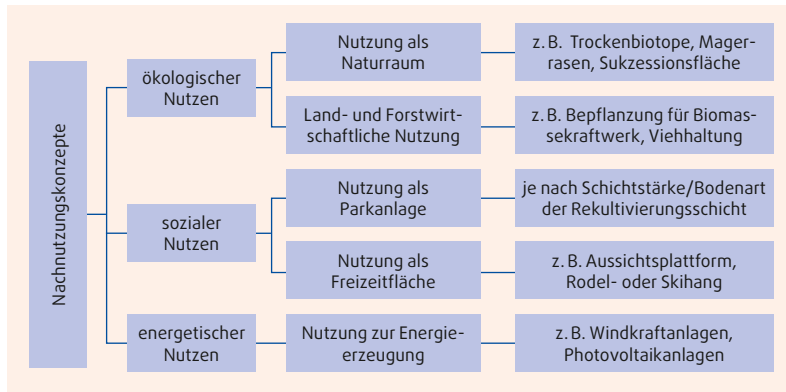 Nachnutzungskonzepte
ökologischer
Nutzen
Nutzung als
Naturraum
z. B. Trockenbiotope, Mager-
rasen, Sukzessionsfläche
Land- und Forstwirt-
schaftliche Nutzung
z. B. Bepflanzung für Biomas-
sekraftwerk, Viehhaltung
sozialer
Nutzen
Nutzung als
Parkanlage
je nach Schichtstärke/Bodenart
der Rekultivierungsschicht
Nutzung als
Freizeitfläche
z. B. Aussichtsplattform,
Rodel- oder Skihang
energetischer
Nutzen
Nutzung zur Energie-
erzeugung
z. B. Windkraftanlagen,
Photovoltaikanlagen